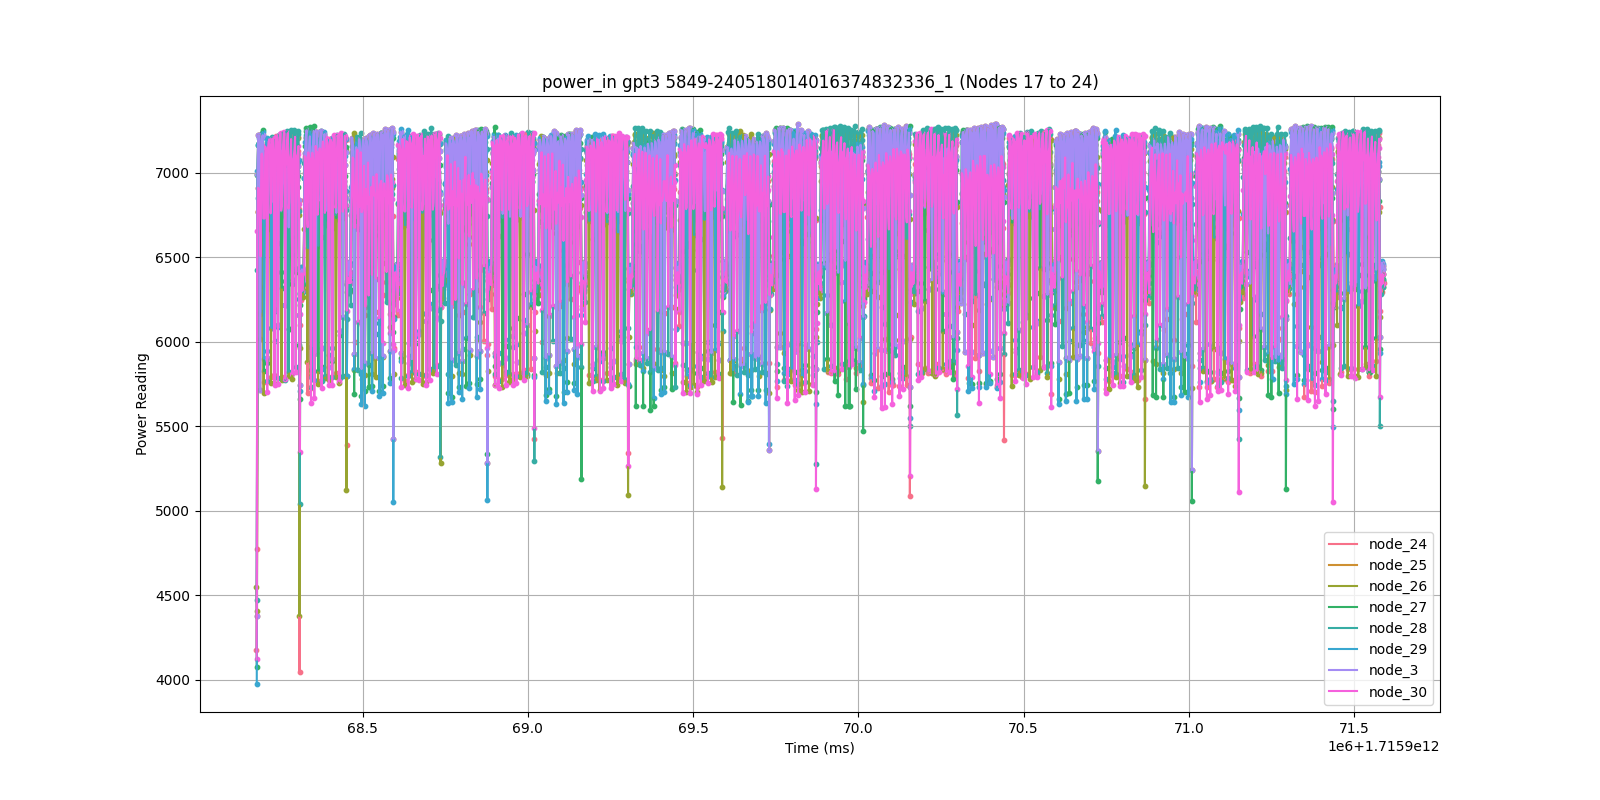 power_in gpt3 5849-240518014016374832336_1 (Nodes 17 to 24)
Power Reading
7000
6500
6000
5500
5000
4500
4000
68.5 69.0 69.5 70.0 70.5 71.0 71.5
Time (ms)
1e6+1.7159e12
node_24
node_25
node_26
node_27
node_28
node_29
node_3
node_30